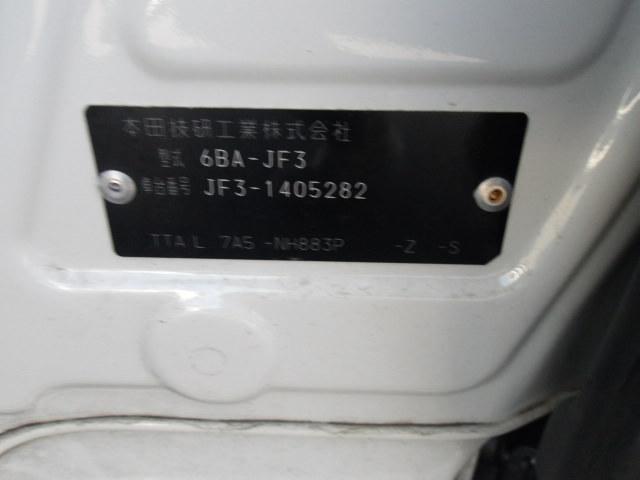 本田技研工業株式会社
型式 6BA-JF3
車台番号 JF3-1405282
TTA L 7A5 -NH883P -Z -S